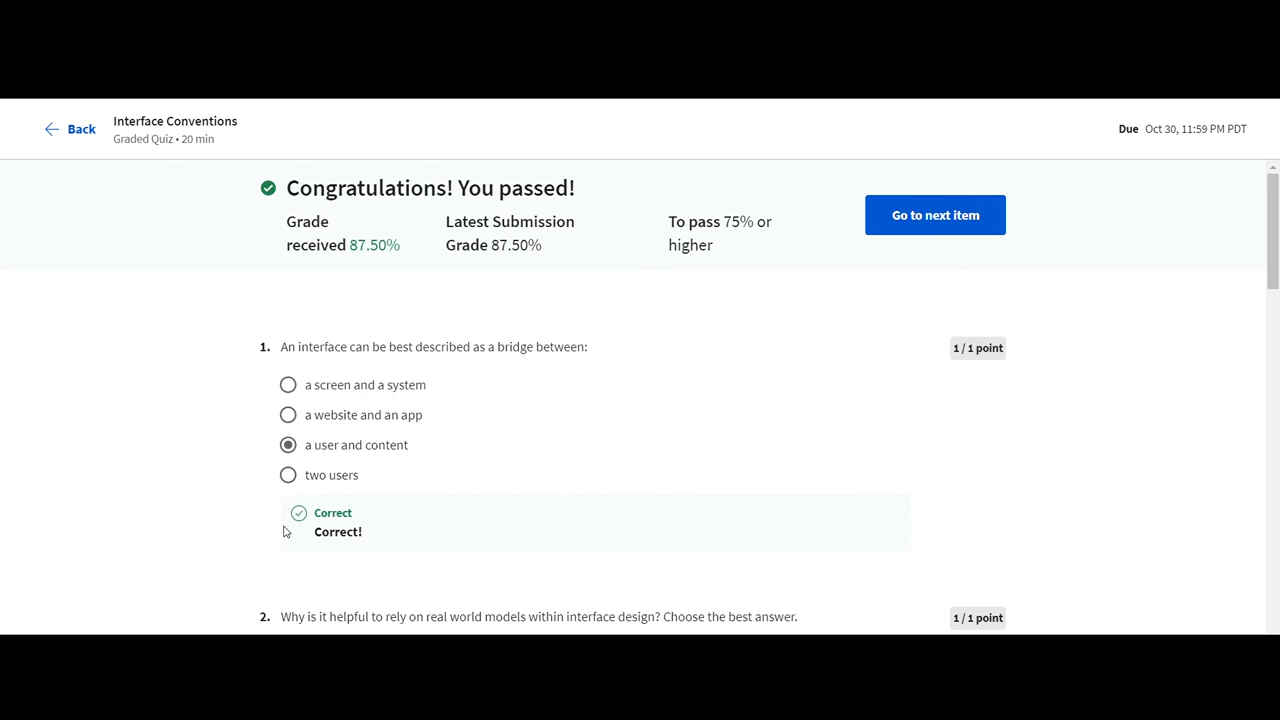 Back
Interface Conventions
Graded Quiz • 20 min
Due Oct 30, 11:59 PM PDT
Congratulations! You passed!
Grade
received 87.50%
Latest Submission
Grade 87.50%
To pass 75% or
higher
Go to next item
1. An interface can be best described as a bridge between:
1 / 1 point
a screen and a system
a website and an app
a user and content
two users
Correct
Correct!
2. Why is it helpful to rely on real world models within interface design? Choose the best answer.
1 / 1 point